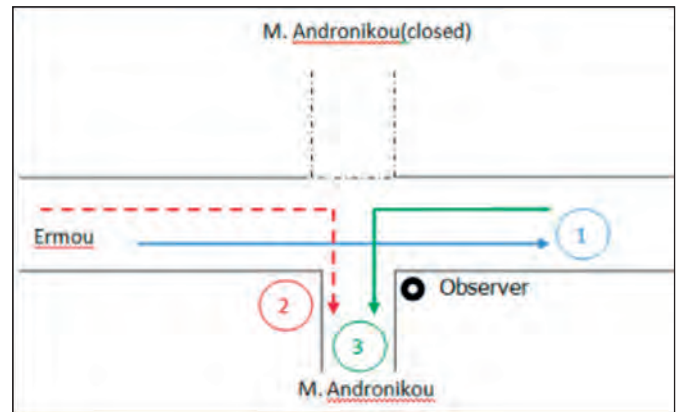 M. Andronikou(closed)
Ermou
1
Observer
2
3
M. Andronikou